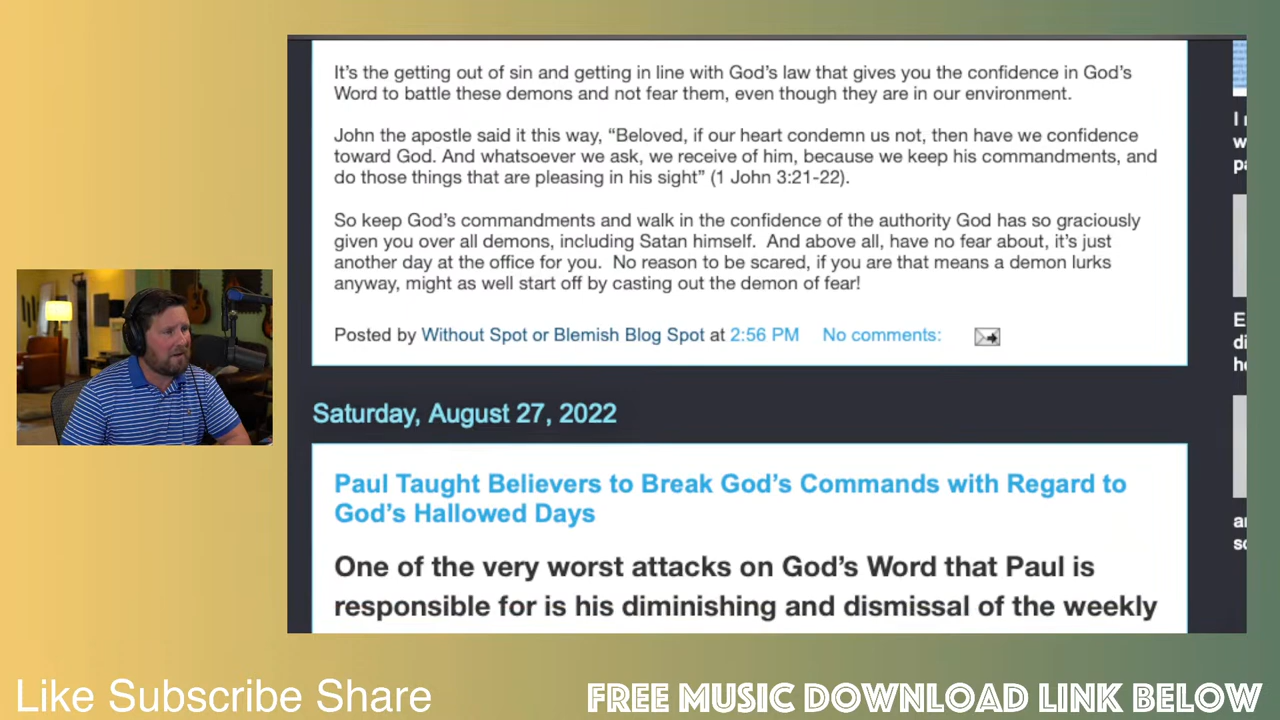 It’s the getting out of sin and getting in line with God’s law that gives you the confidence in God’s
Word to battle these demons and not fear them, even though they are in our environment.
John the apostle said it this way, “Beloved, if our heart condemn us not, then have we confidence
toward God. And whatsoever we ask, we receive of him, because we keep his commandments, and
do those things that are pleasing in his sight” (1 John 3:21-22).
So keep God’s commandments and walk in the confidence of the authority God has so graciously
given you over all demons, including Satan himself.  And above all, have no fear about, it’s just
another day at the office for you.  No reason to be scared, if you are that means a demon lurks
anyway, might as well start off by casting out the demon of fear!
Posted by Without Spot or Blemish Blog Spot at 2:56 PM No comments:
Saturday, August 27, 2022
Paul Taught Believers to Break God’s Commands with Regard to
God’s Hallowed Days
One of the very worst attacks on God’s Word that Paul is
responsible for is his diminishing and dismissal of the weekly
Like Subscribe Share
FREE MUSIC DOWNLOAD LINK BELOW